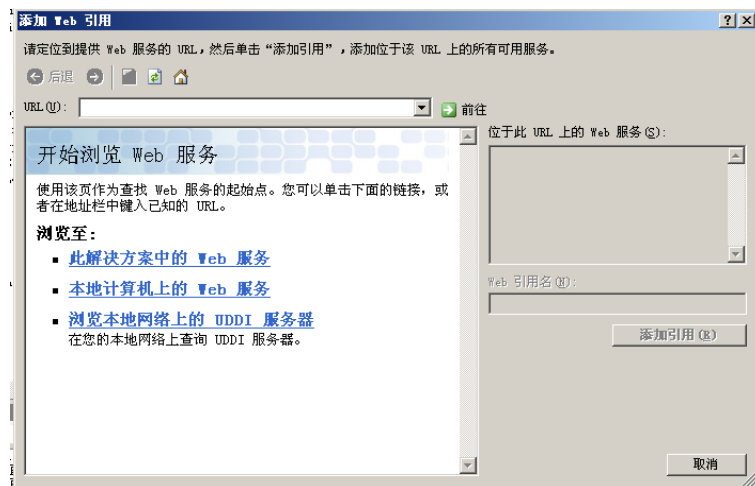 添加 Web 引用
请定位到提供 Web 服务的 URL，然后单击“添加引用”，添加位于该 URL 上的所有可用服务。
后退
URL(U):
前往
开始浏览 Web 服务
使用该页作为查找 Web 服务的起始点。您可以单击下面的链接，或
者在地址栏中键入已知的 URL。
浏览至:
此解决方案中的 Web 服务
本地计算机上的 Web 服务
浏览本地网络上的 UDDI 服务器
在您的本地网络上查询 UDDI 服务器。
位于此 URL 上的 Web 服务(S):
Web 引用名(N):
添加引用(R)
取消